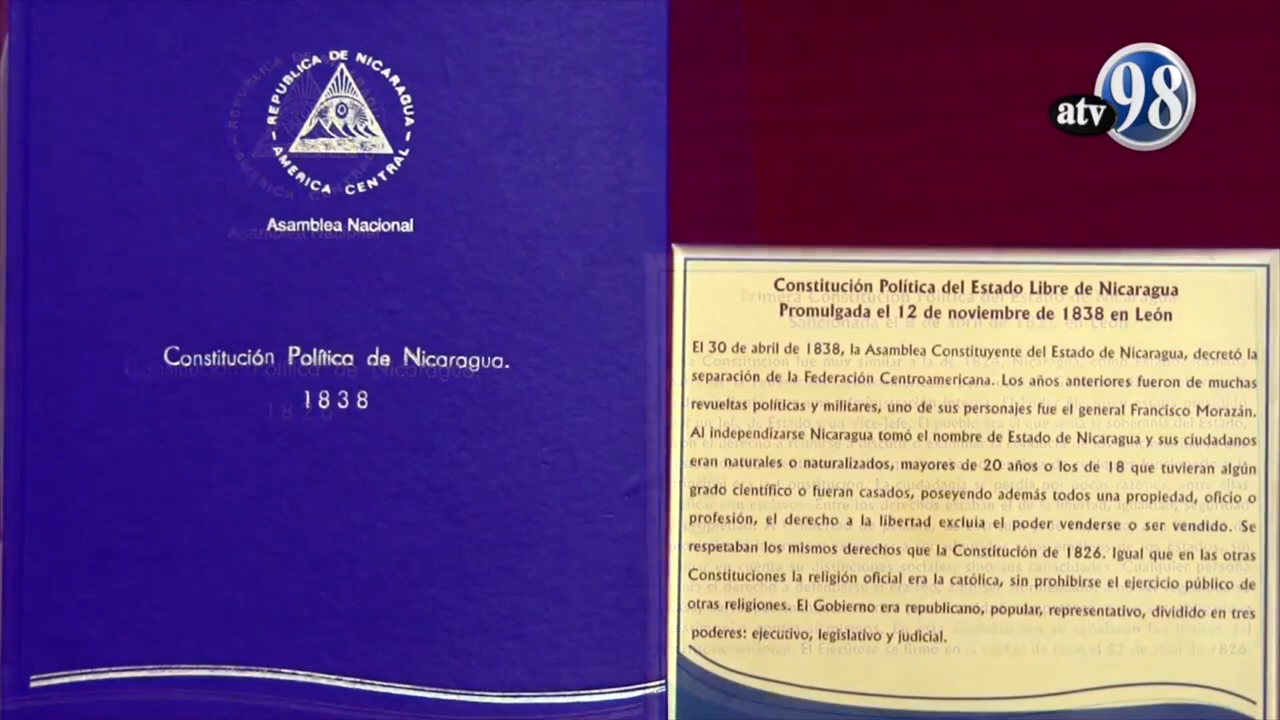 REPUBLICA DE NICARAGUA
AMERICA CENTRAL
Asamblea Nacional
Constitución Política de Nicaragua.
1838
atv 98
Constitución Política del Estado Libre de Nicaragua
Promulgada el 12 de noviembre de 1838 en León
El 30 de abril de 1838, la Asamblea Constituyente del Estado de Nicaragua, decretó la
separación de la Federación Centroamericana. Los años anteriores fueron de muchas
revueltas políticas y militares, uno de sus personajes fue el general Francisco Morazán.
Al independizarse Nicaragua tomó el nombre de Estado de Nicaragua y sus ciudadanos
eran naturales o naturalizados, mayores de 20 años o los de 18 que tuvieran algún
grado científico o fueran casados, poseyendo además todos una propiedad, oficio o
profesión, el derecho a la libertad excluia el poder venderse o ser vendido. Se
respetaban los mismos derechos que la Constitución de 1826. Igual que en las otras
Constituciones la religión oficial era la católica, sin prohibirse el ejercicio público de
otras religiones. El Gobierno era republicano, popular, representativo, dividido en tres
poderes: ejecutivo, legislativo y judicial.